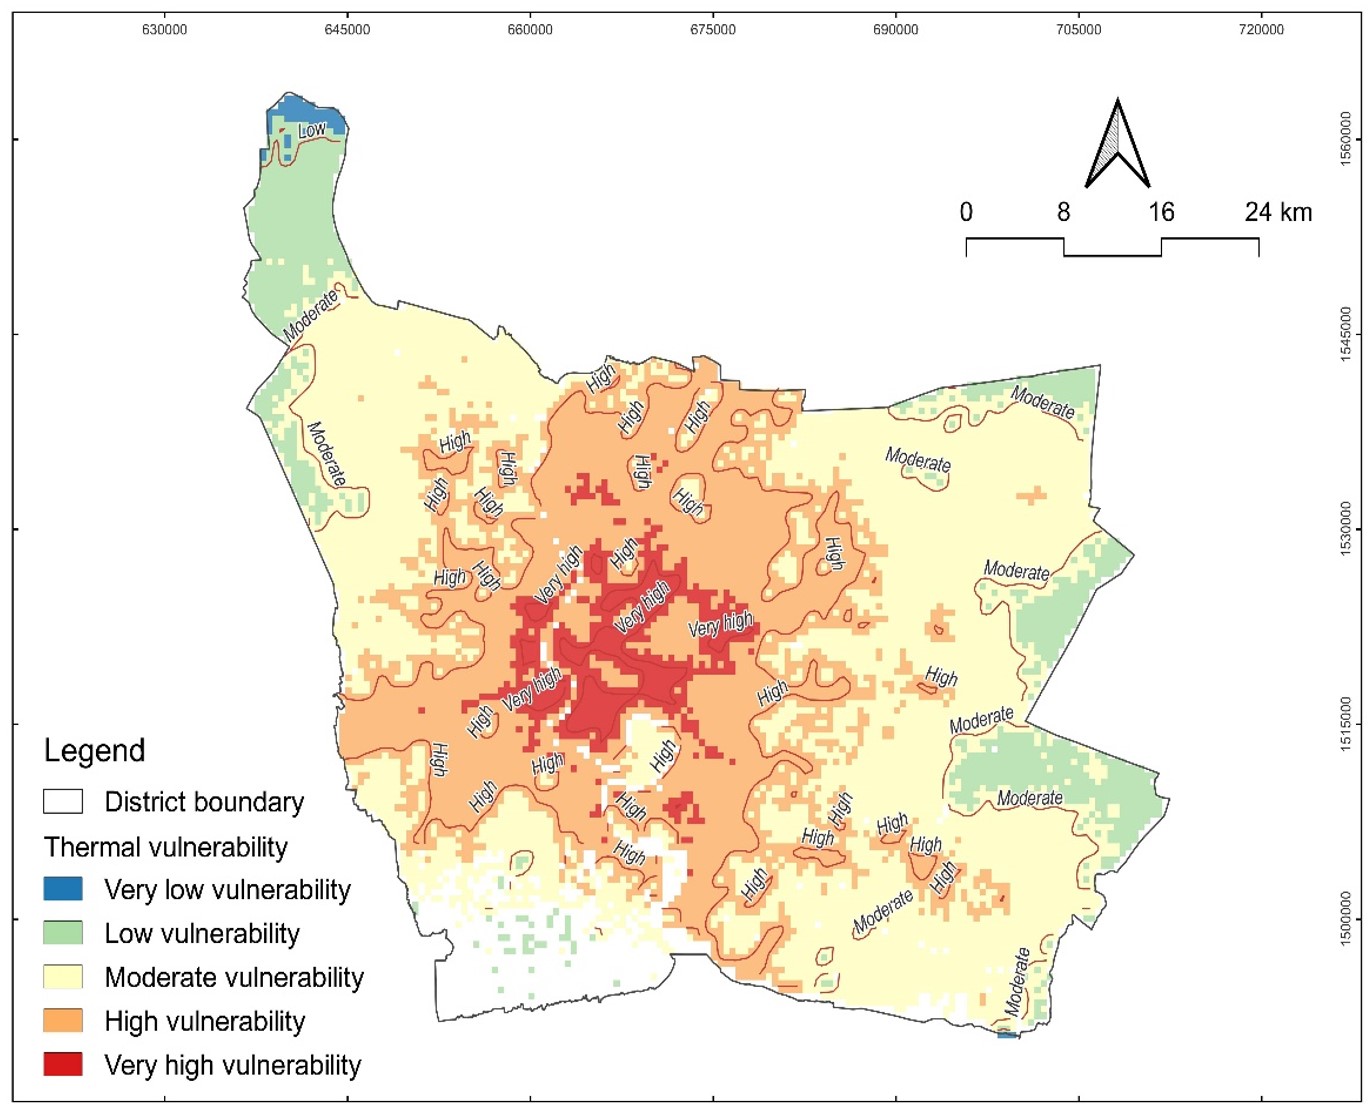 630000 645000 660000 675000 690000 705000 720000
1560000
Low
0 8 16 24 km
Moderate
1545000
High
Moderate
High
High
Moderate
High
Moderate
High
High
High
High
High
1530000
High
High
Very high
Moderate
High
High
Very high
Very high
High
Very high
High
High
Moderate
1515000
High
High
High
High
High
Moderate
High
High
High
High
High
High
High
Moderate
1500000
Moderate
Legend
District boundary
Thermal vulnerability
Very low vulnerability
Low vulnerability
Moderate vulnerability
High vulnerability
Very high vulnerability